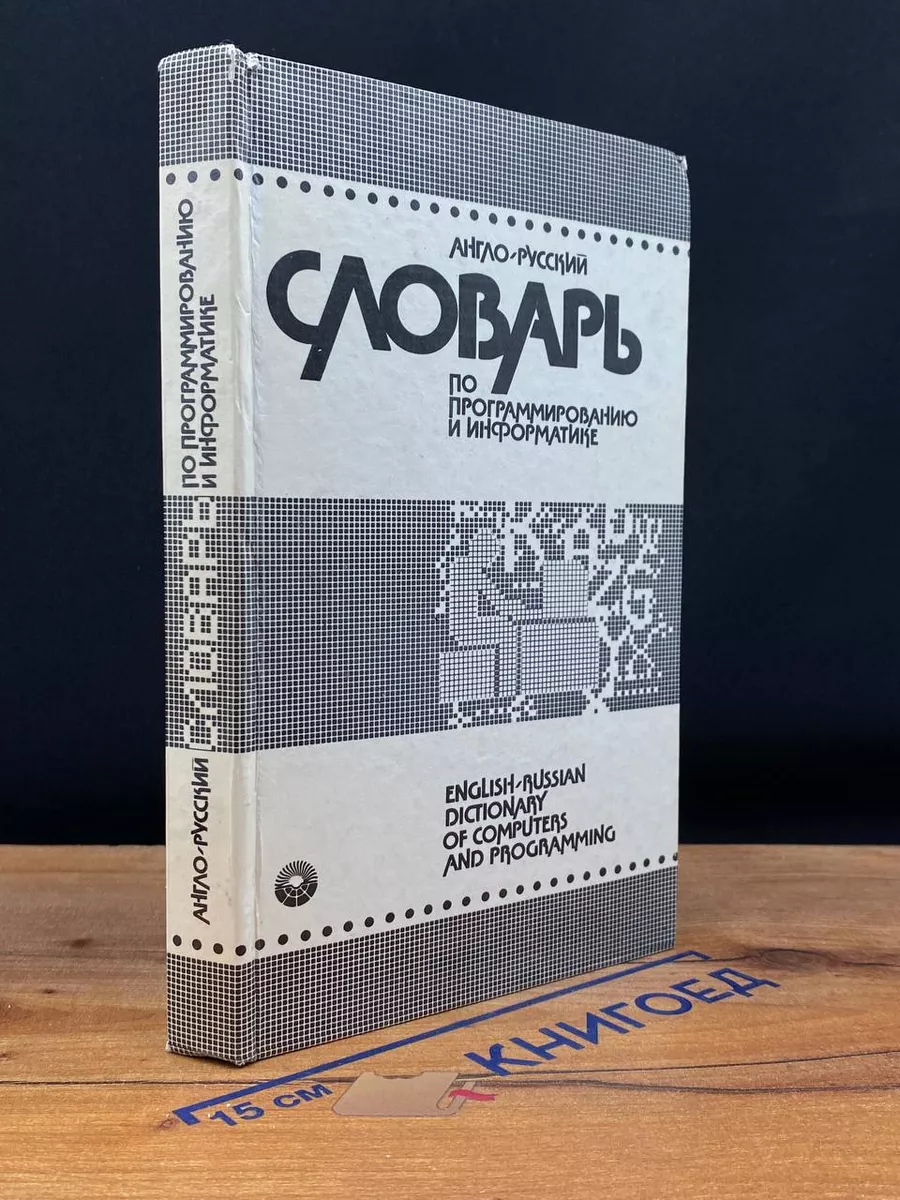 АНГЛО-РУССКИЙ
СЛОВАРЬ
ПО
ПРОГРАММИРОВАНИЮ
И ИНФОРМАТИКЕ
ENGLISH-RUSSIAN
DICTIONARY
OF COMPUTERS
AND PROGRAMMING
АНГЛО-РУССКИЙ
СЛОВАРЬ
ПО ПРОГРАММИРОВАНИЮ
И ИНФОРМАТИКЕ
15 СМ
КНИГОЕД